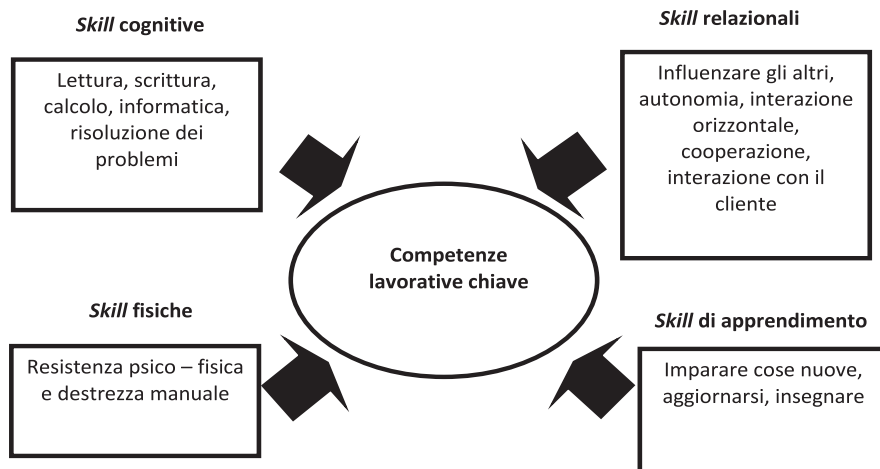 Skill cognitive
Lettura, scrittura,
calcolo, informatica,
risoluzione dei
problemi
Skill relazionali
Influenzare gli altri,
autonomia, interazione
orizzontale,
cooperazione,
interazione con il
cliente
Competenze
lavorative chiave
Skill fisiche
Resistenza psico – fisica
e destrezza manuale
Skill di apprendimento
Imparare cose nuove,
aggiornarsi, insegnare